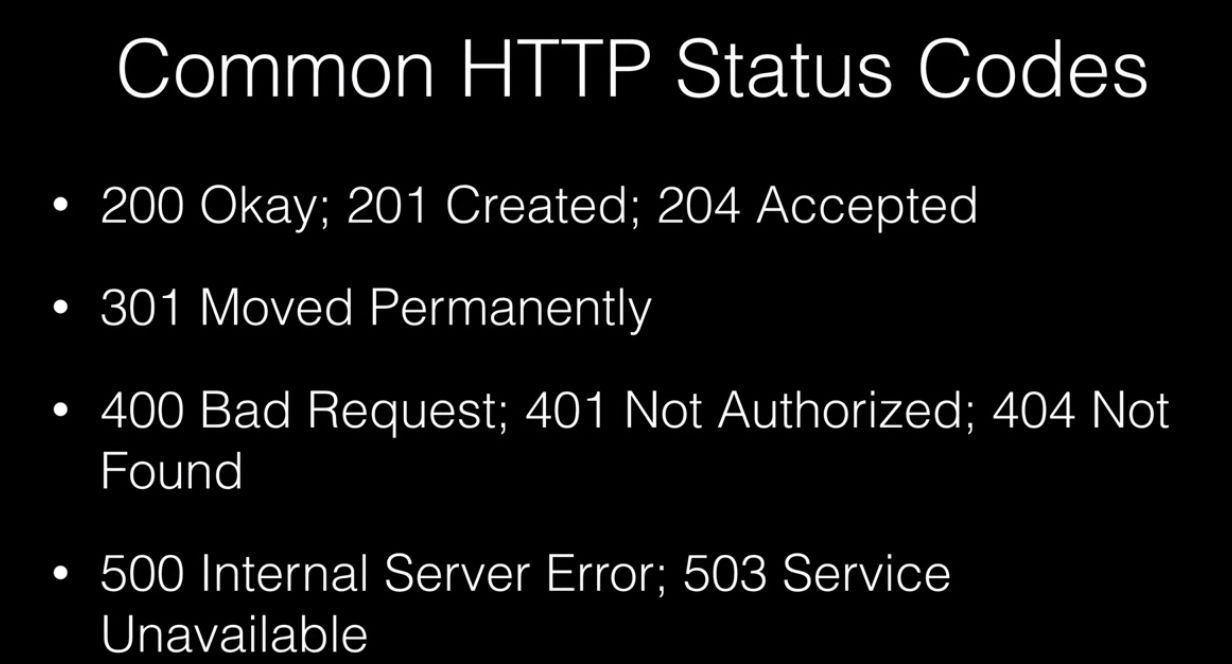 Common HTTP Status Codes
• 200 Okay; 201 Created; 204 Accepted
• 301 Moved Permanently
• 400 Bad Request; 401 Not Authorized; 404 Not
Found
• 500 Internal Server Error; 503 Service
Unavailable